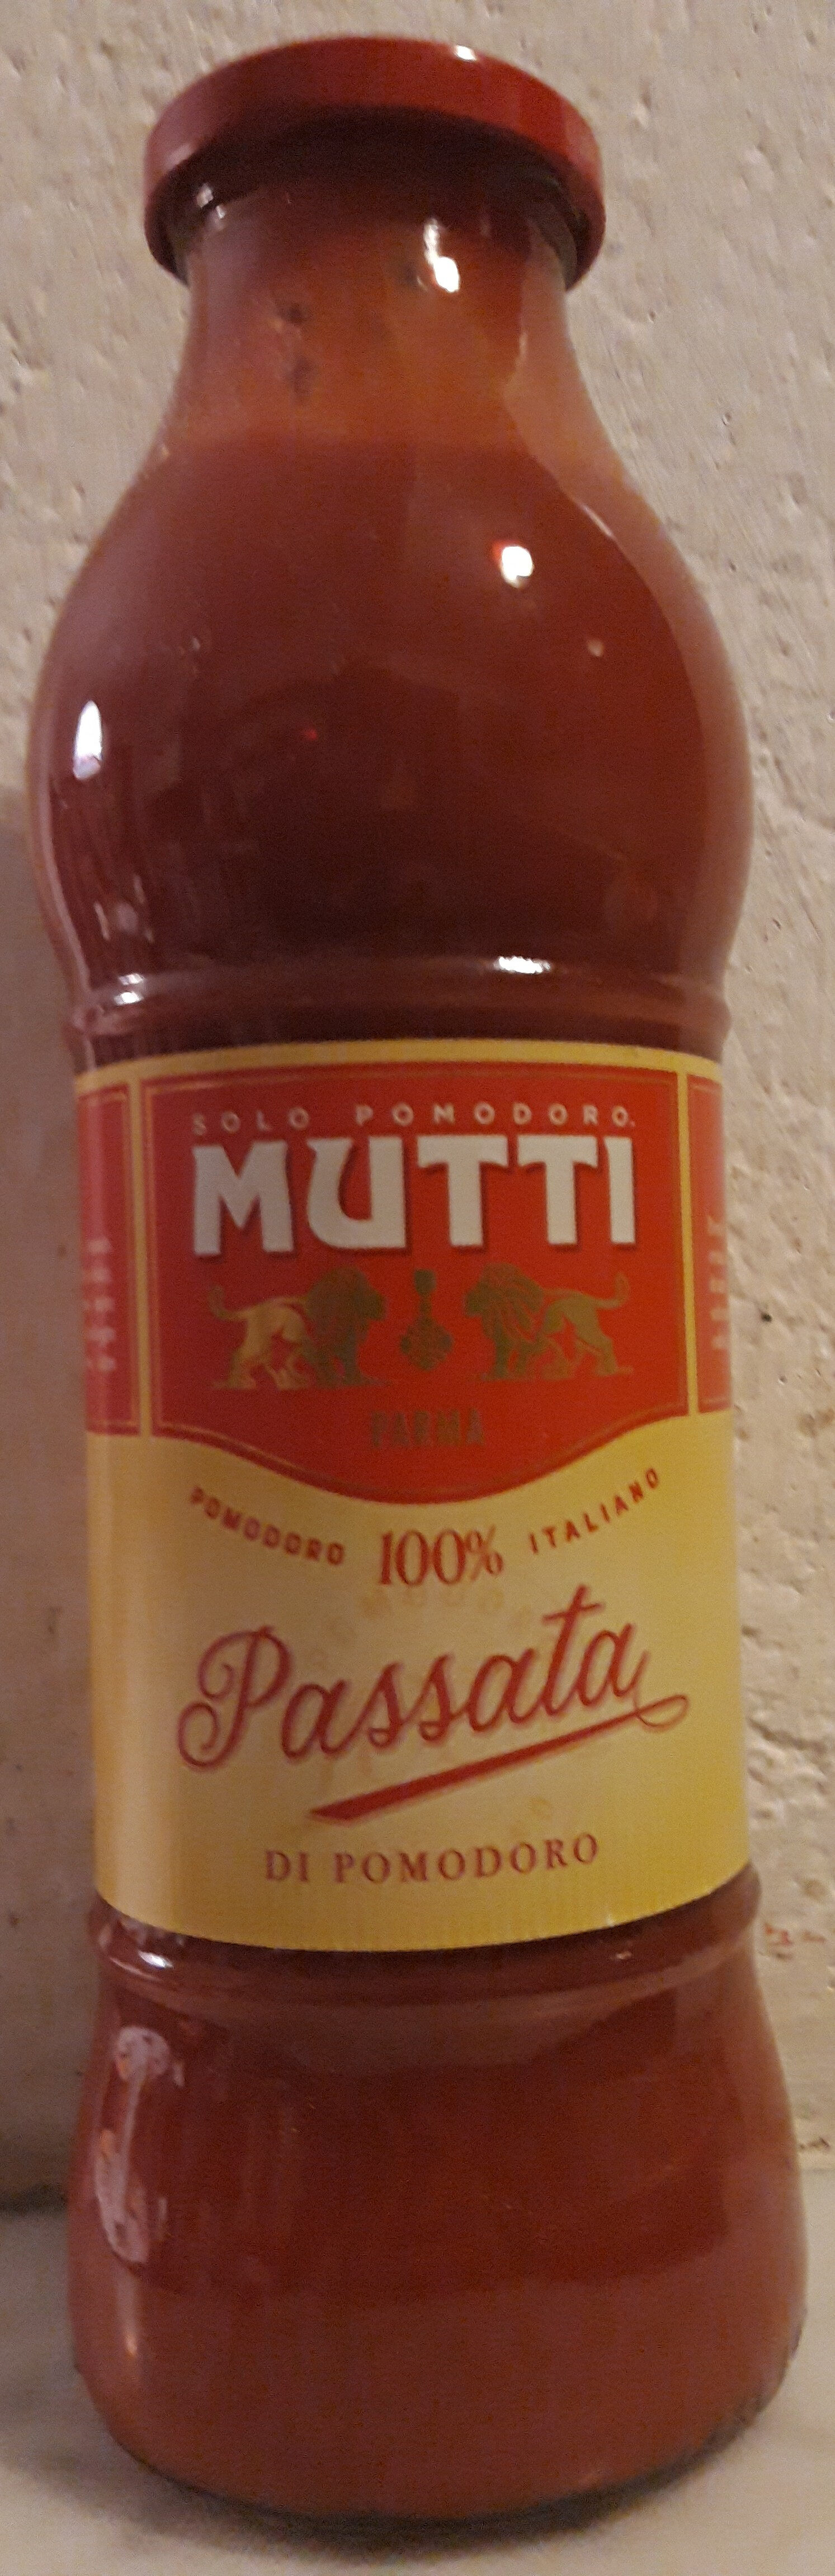 SOLO POMODORO.
MUTTI
PARMA
POMODORO 100% ITALIANO
Passata
DI POMODORO